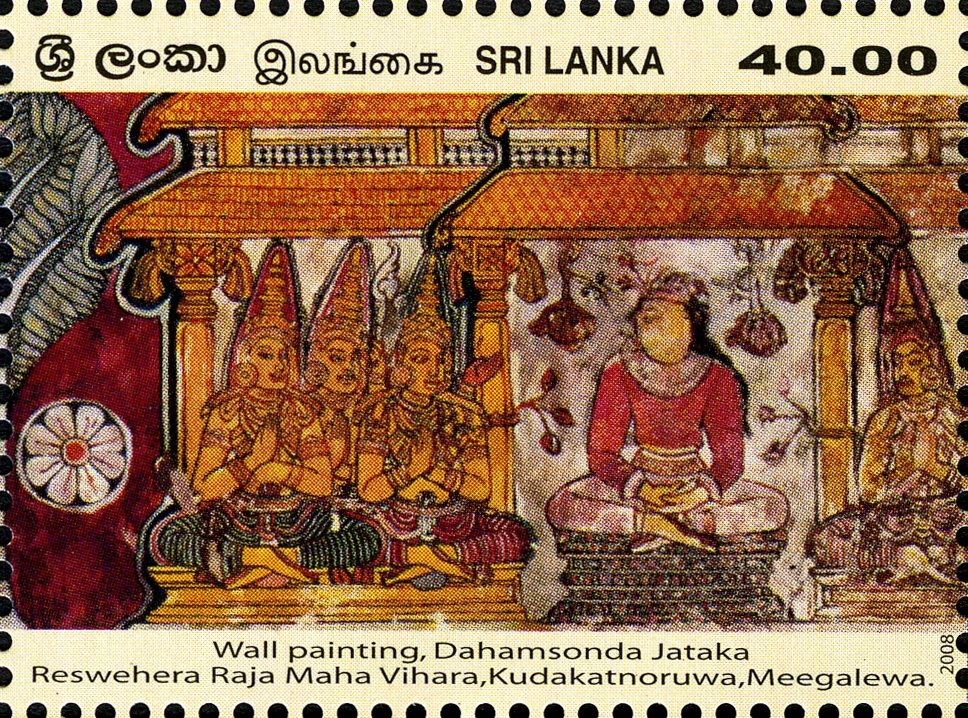 ශ්‍රී ලංකා இலங்கை SRI LANKA 40.00
Wall painting, Dahamsonda Jataka
Reswehera Raja Maha Vihara,Kudakatnoruwa,Meegalewa.
2008